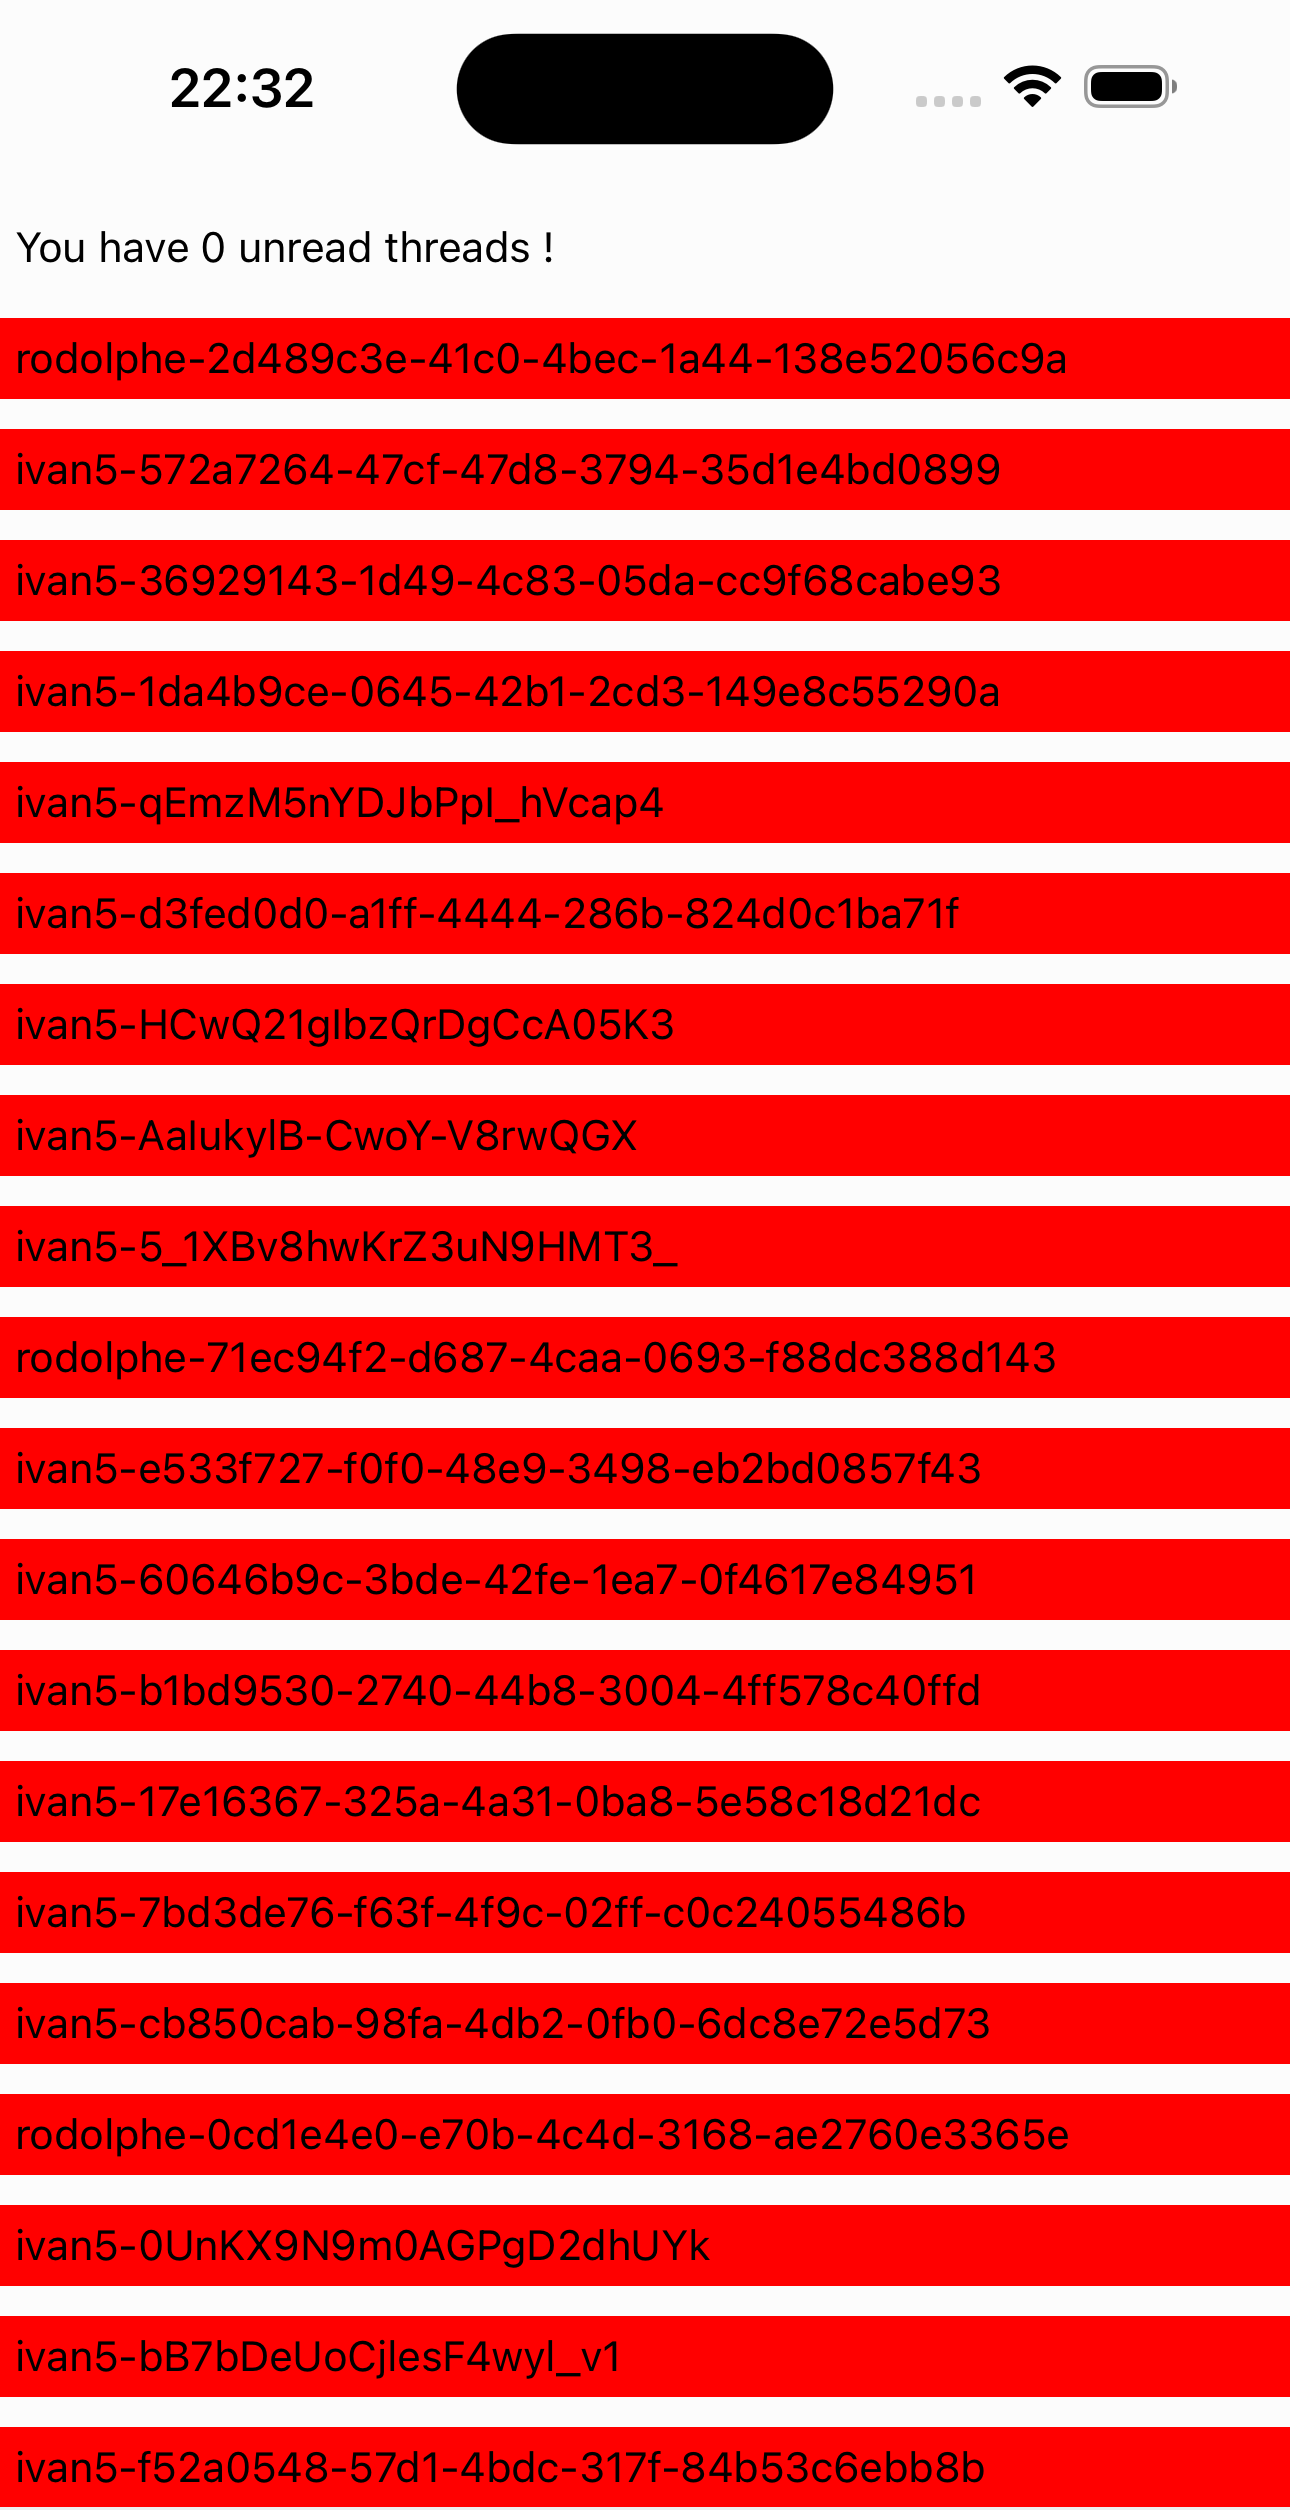 22:32
You have 0 unread threads !
rodolphe-2d489c3e-41c0-4bec-1a44-138e52056c9a
ivan5-572a7264-47cf-47d8-3794-35d1e4bd0899
ivan5-36929143-1d49-4c83-05da-cc9f68cabe93
ivan5-1da4b9ce-0645-42b1-2cd3-149e8c55290a
ivan5-qEmzM5nYDJbPpI_hVcap4
ivan5-d3fed0d0-a1ff-4444-286b-824d0c1ba71f
ivan5-HCwQ21gIbzQrDgCcA05K3
ivan5-AaIukylB-CwoY-V8rwQGX
ivan5-5_1XBv8hwKrZ3uN9HMT3_
rodolphe-71ec94f2-d687-4caa-0693-f88dc388d143
ivan5-e533f727-f0f0-48e9-3498-eb2bd0857f43
ivan5-60646b9c-3bde-42fe-1ea7-0f4617e84951
ivan5-b1bd9530-2740-44b8-3004-4ff578c40ffd
ivan5-17e16367-325a-4a31-0ba8-5e58c18d21dc
ivan5-7bd3de76-f63f-4f9c-02ff-c0c24055486b
ivan5-cb850cab-98fa-4db2-0fb0-6dc8e72e5d73
rodolphe-0cd1e4e0-e70b-4c4d-3168-ae2760e3365e
ivan5-0UnKX9N9m0AGPgD2dhUYk
ivan5-bB7bDeUoCjlesF4wyl_v1
ivan5-f52a0548-57d1-4bdc-317f-84b53c6ebb8b